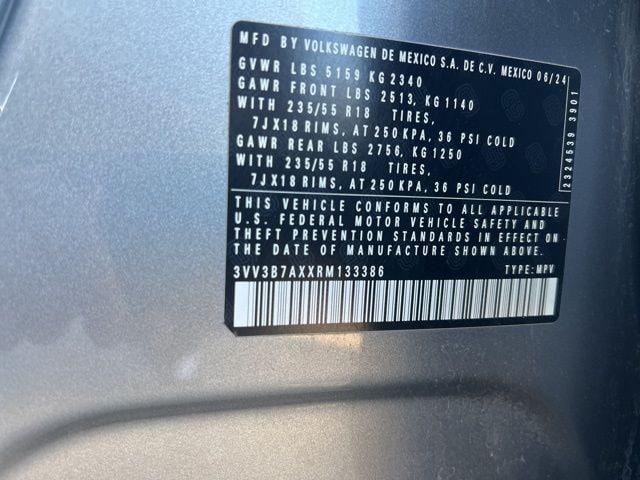 MFD BY VOLKSWAGEN DE MEXICO S.A. DE C.V. MEXICO 06/24
GVWR LBS 5159 KG 2340
GAWR FRONT LBS 2513, KG 1140
WITH 235/55 R18 TIRES,
7JX18 RIMS, AT 250 KPA, 36 PSI COLD
GAWR REAR LBS 2756, KG 1250
WITH 235/55 R18 TIRES,
7JX18 RIMS, AT 250 KPA, 36 PSI COLD
2324539 3901
THIS VEHICLE CONFORMS TO ALL APPLICABLE
U.S. FEDERAL MOTOR VEHICLE SAFETY AND
THEFT PREVENTION STANDARDS IN EFFECT ON
THE DATE OF MANUFACTURE SHOWN ABOVE.
3VV3B7AXXRM133386 TYPE: MPV